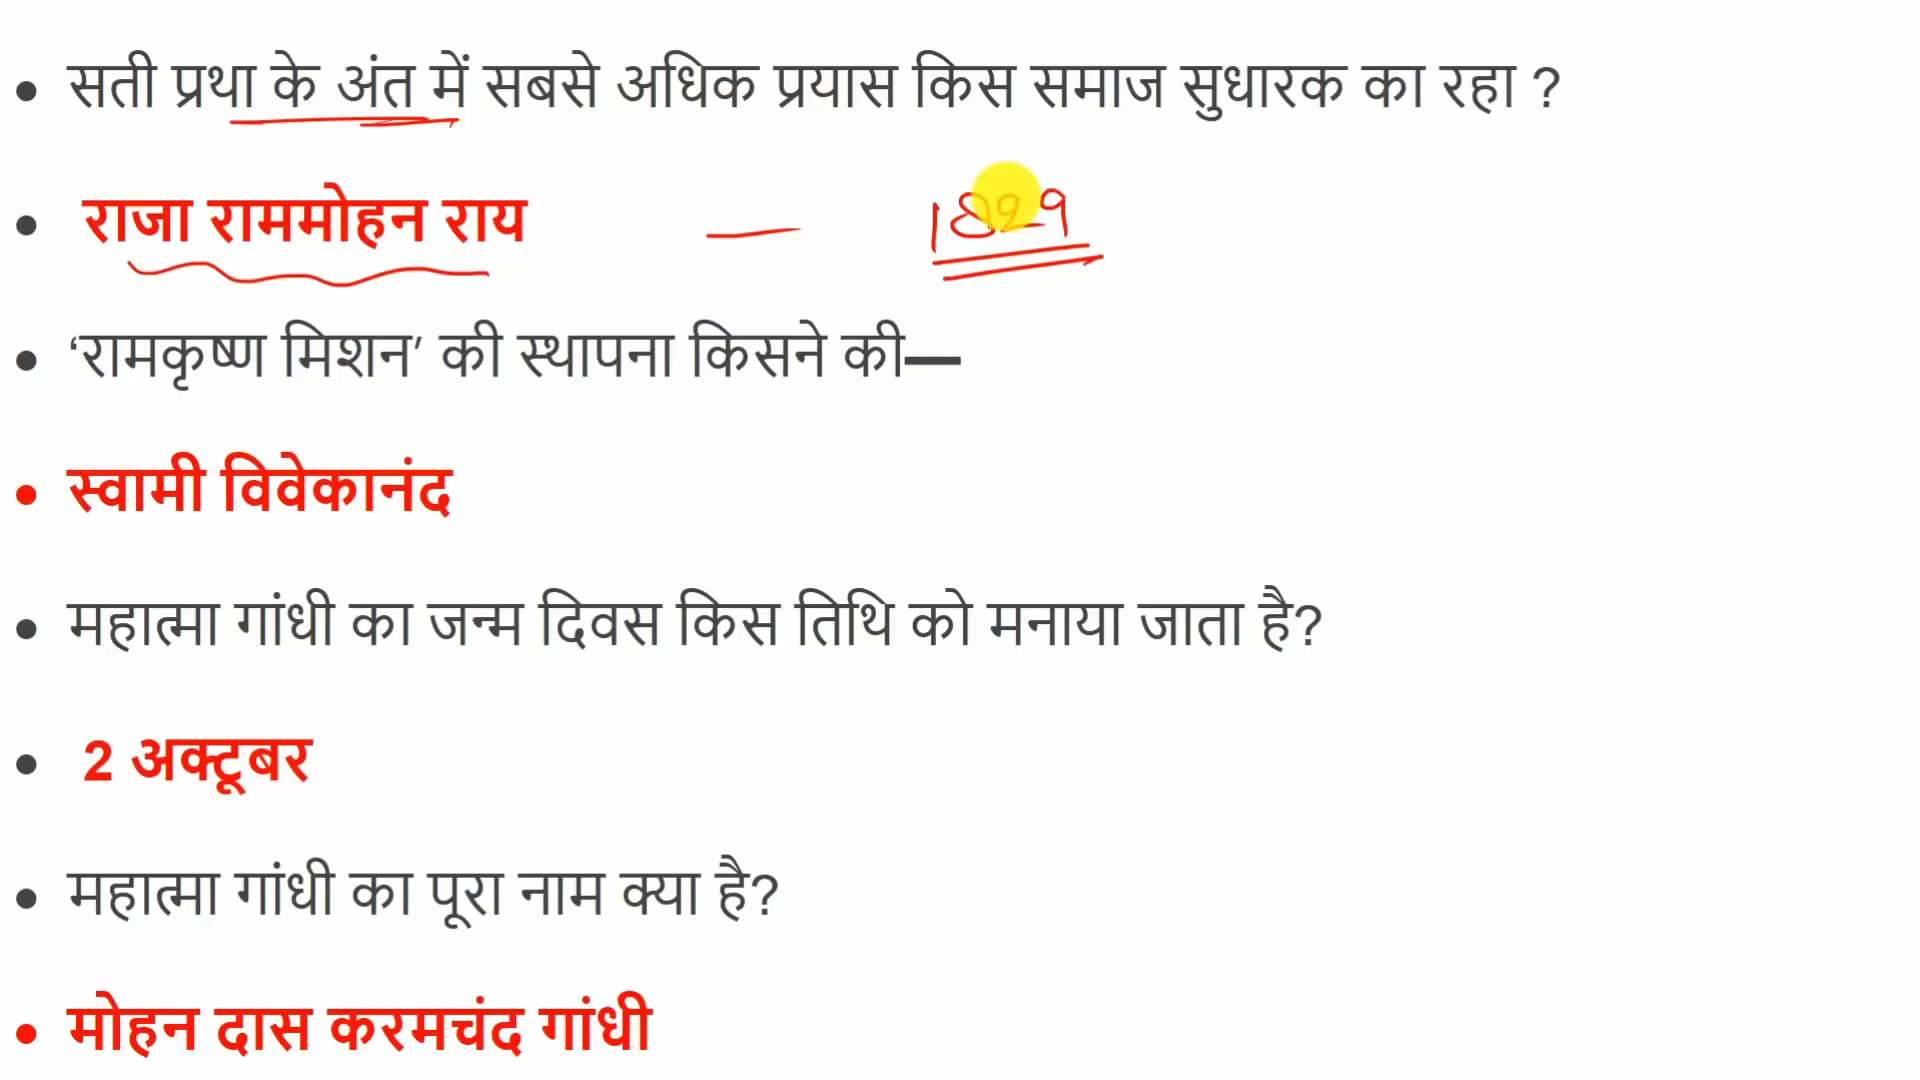 • सती प्रथा के अंत में सबसे अधिक प्रयास किस समाज सुधारक का रहा ?
• राजा राममोहन राय — 1829
• ‘रामकृष्ण मिशन’ की स्थापना किसने की—
• स्वामी विवेकानंद
• महात्मा गांधी का जन्म दिवस किस तिथि को मनाया जाता है?
• 2 अक्टूबर
• महात्मा गांधी का पूरा नाम क्या है?
• मोहन दास करमचंद गांधी